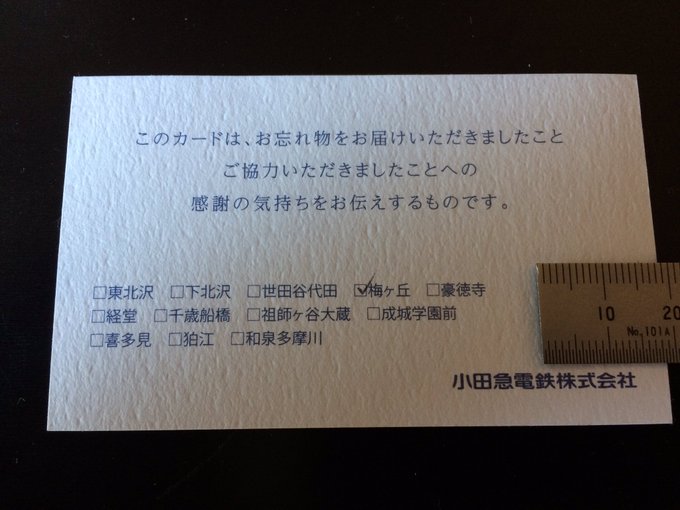 このカードは、お忘れ物をお届けいただきましたこと
ご協力いただきましたことへの
感謝の気持ちをお伝えするものです。
□東北沢 □下北沢 □世田谷代田 ☑梅ヶ丘 □豪徳寺
□経堂 □千歳船橋 □祖師ヶ谷大蔵 □成城学園前
□喜多見 □狛江 □和泉多摩川
10 20
No.101A
小田急電鉄株式会社